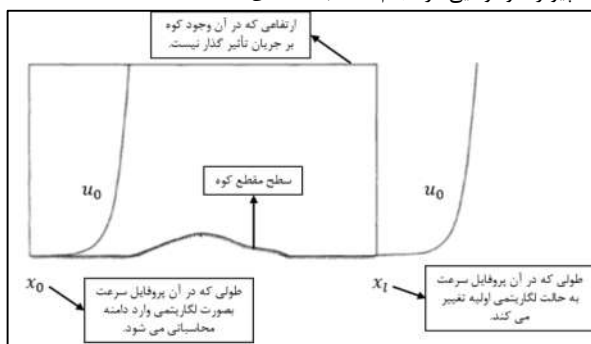 ارتفاعی که در آن وجود کوه
بر جریان تأثیر گذار نیست.
u₀
u₀
سطح مقطع کوه
x₀
طولی که در آن پروفایل سرعت
بصورت لگاریتمی وارد دامنه
محاسباتی می شود.
xₗ
طولی که در آن پروفایل سرعت
به حالت لگاریتمی اولیه تغییر
می کند.